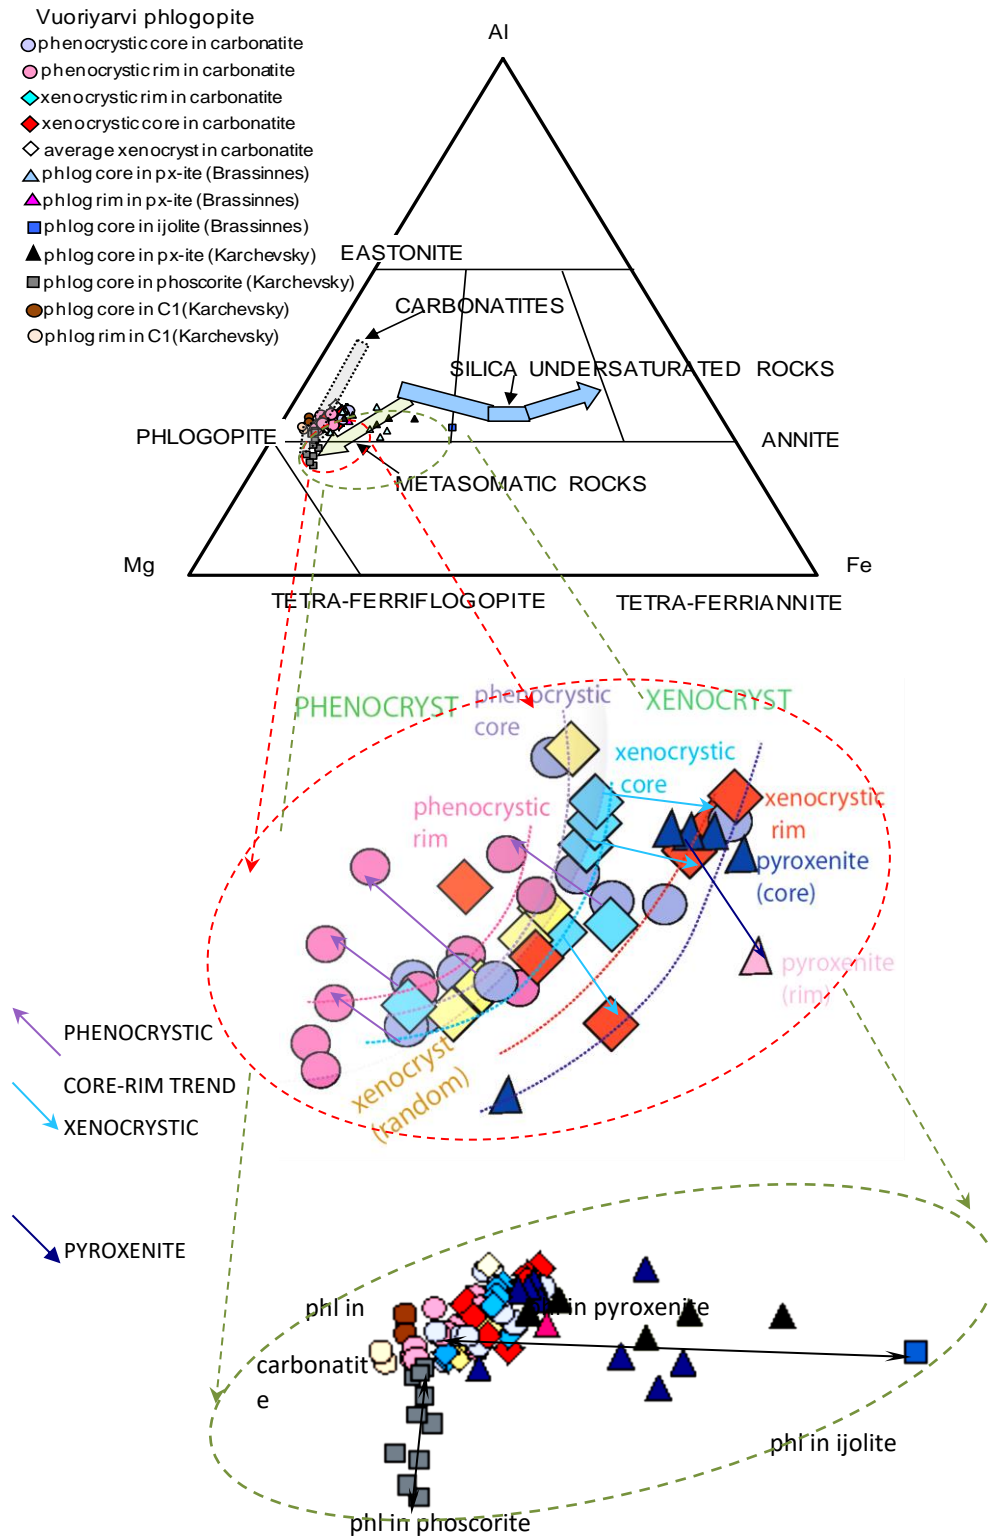 Vuoriyarvi phlogopite
phenocrystic core in carbonatite
phenocrystic rim in carbonatite
xenocrystic rim in carbonatite
xenocrystic core in carbonatite
average xenocryst in carbonatite
phlog core in px-ite (Brassinnes)
phlog rim in px-ite (Brassinnes)
phlog core in ijolite (Brassinnes)
phlog core in px-ite (Karchevsky)
phlog core in phoscorite (Karchevsky)
phlog core in C1(Karchevsky)
phlog rim in C1(Karchevsky)
Al
EASTONITE
CARBONATITES
SILICA UNDERSATURATED ROCKS
PHLOGOPITE
ANNITE
METASOMATIC ROCKS
Mg
Fe
TETRA-FERRIFLOGOPITE
TETRA-FERRIANNITE
PHENOCRYST
phenocrystic
core
XENOCRYST
xenocrystic
core
phenocrystic
rim
xenocrystic
rim
pyroxenite
(core)
pyroxenite
(rim)
xenocryst
(random)
PHENOCRYSTIC
CORE-RIM TREND
XENOCRYSTIC
PYROXENITE
phl in
carbonatit
e
in pyroxenite
phl in ijolite
phl in phoscorite